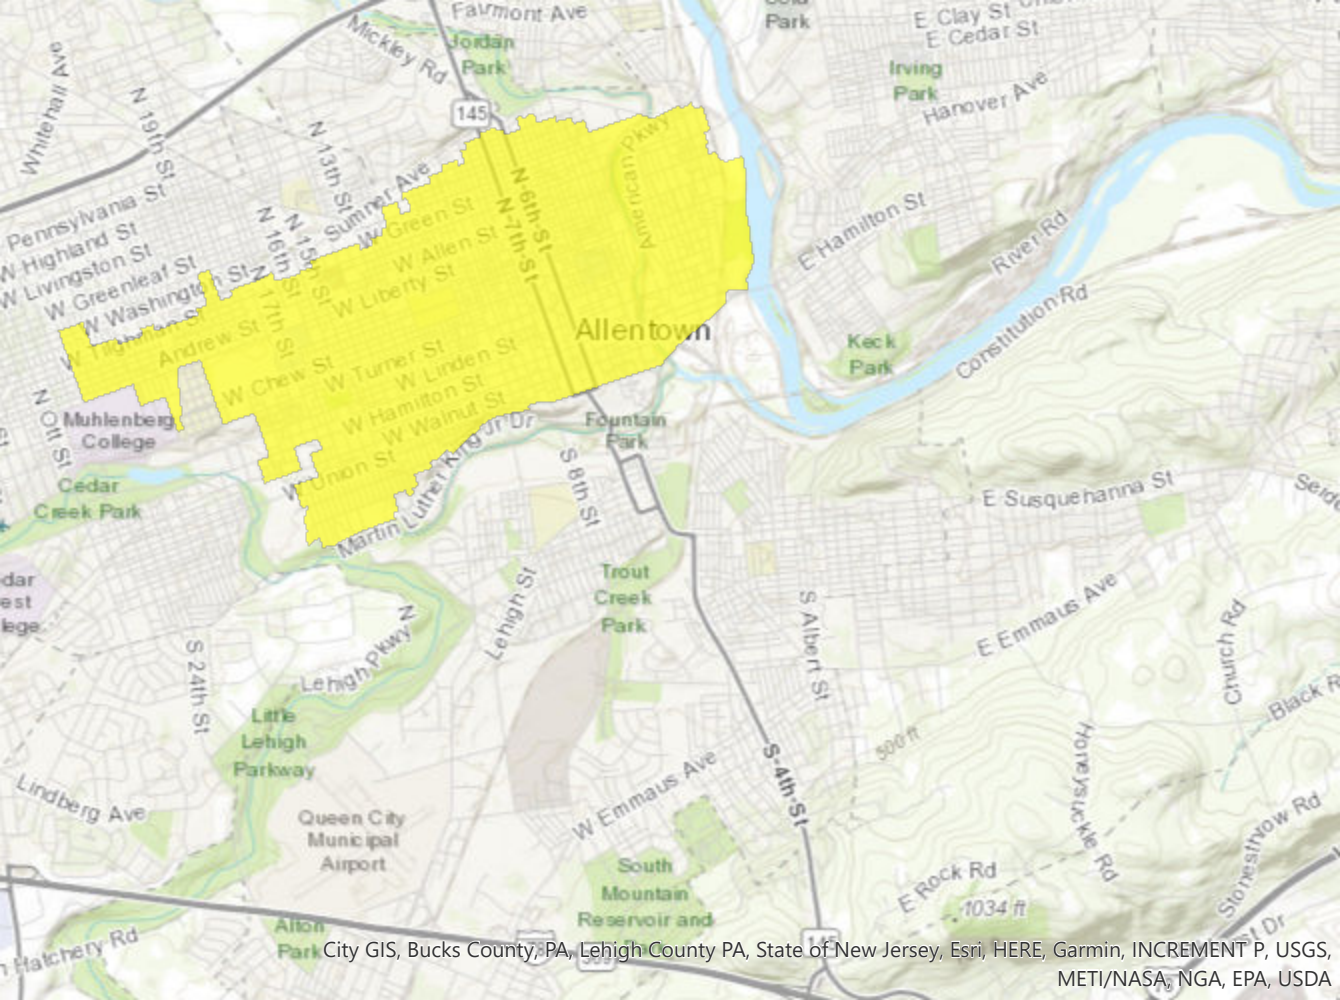 Fairmont Ave
Park
E Clay St
E Cedar St
Mickley Rd
Jordan
Park
Irving
Park
Hanover Ave
Whitehall Ave
N 19th St
145
N 13th St
American Pkwy
Sumner Ave
N 6th St
N 7th St
Pennsylvania St
W Highland St
W Livingston St
W Greenleaf St
W Washington St
N 16th St
N 15th St
N 17th St
W Green St
W Allen St
W Liberty St
E Hamilton St
River Rd
Constitution Rd
W Tilghman St
Andrew St
Allentown
Keck
Park
W Chew St
W Turner St
W Linden St
W Hamilton St
W Walnut St
N Ott St
Muhlenberg
College
Fountain
Park
W Union St
Martin Luther King Jr Dr
S 8th St
Cedar
Creek Park
E Susquehanna St
Trout
Creek
Park
Lehigh St
S Albert St
E Emmaus Ave
Church Rd
N
Lehigh Pkwy
S 24th St
Little
Lehigh
Parkway
500 ft
Honeysuckle Rd
Black R
S 4th St
W Emmaus Ave
Lindberg Ave
Queen City
Municipal
Airport
South
Mountain
Reservoir and
E Rock Rd
1034 ft
Stonesthrow Rd
Alton
Park
Hatchery Rd
145
City GIS, Bucks County, PA, Lehigh County PA, State of New Jersey, Esri, HERE, Garmin, INCREMENT P, USGS,
METI/NASA, NGA, EPA, USDA